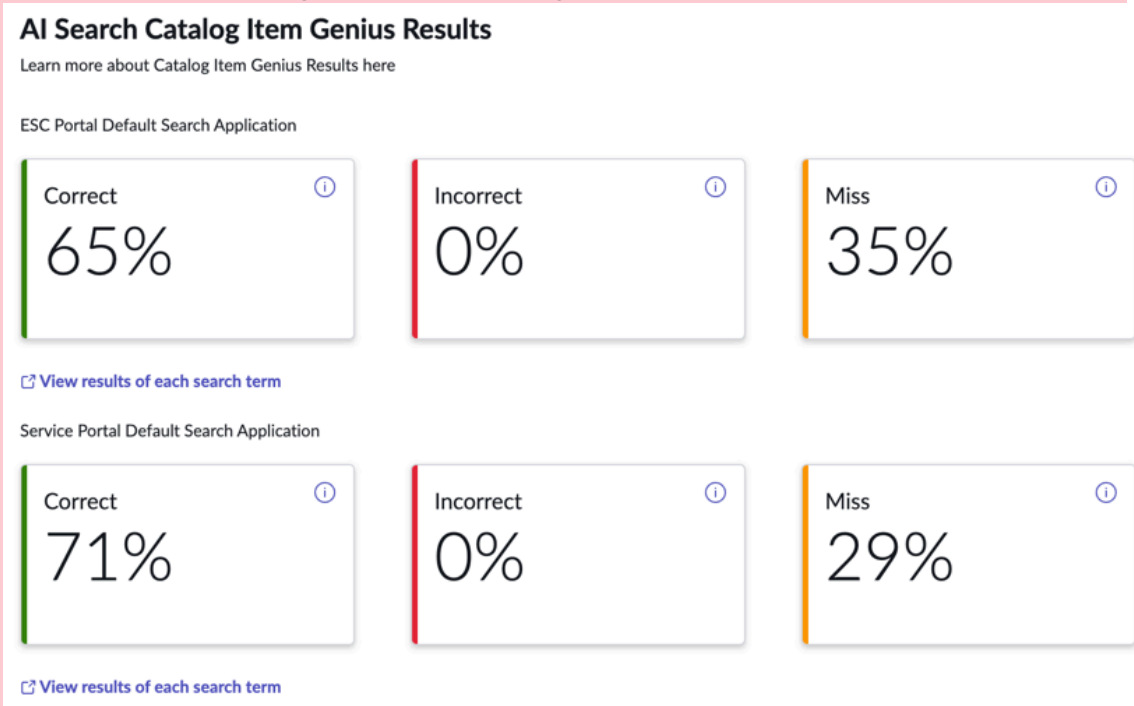 AI Search Catalog Item Genius Results
Learn more about Catalog Item Genius Results here
ESC Portal Default Search Application
Correct
65%
Incorrect
0%
Miss
35%
View results of each search term
Service Portal Default Search Application
Correct
71%
Incorrect
0%
Miss
29%
View results of each search term